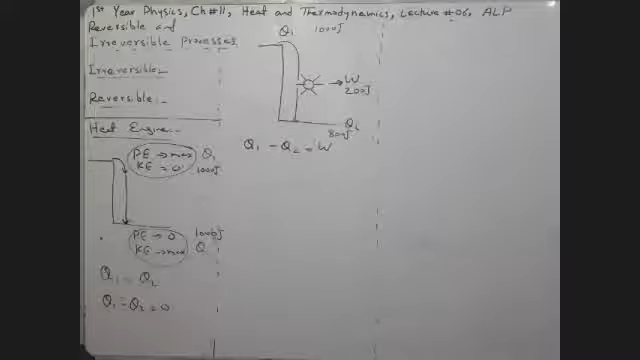 1st Year Physics, Ch#11, Heat and Thermodynamics, Lecture #06, ALP
Reversible and
Irreversible Processes
Irreversible:-
Reversible:-
Heat Engine:-
PE → max Q1
KE = 0 1000J
PE → 0 1000J
KE → max Q
Q1 = Q2
Q1 - Q2 = 0
Q1 1000J
→ W
200J
Q2
800J
Q1 - Q2 = W